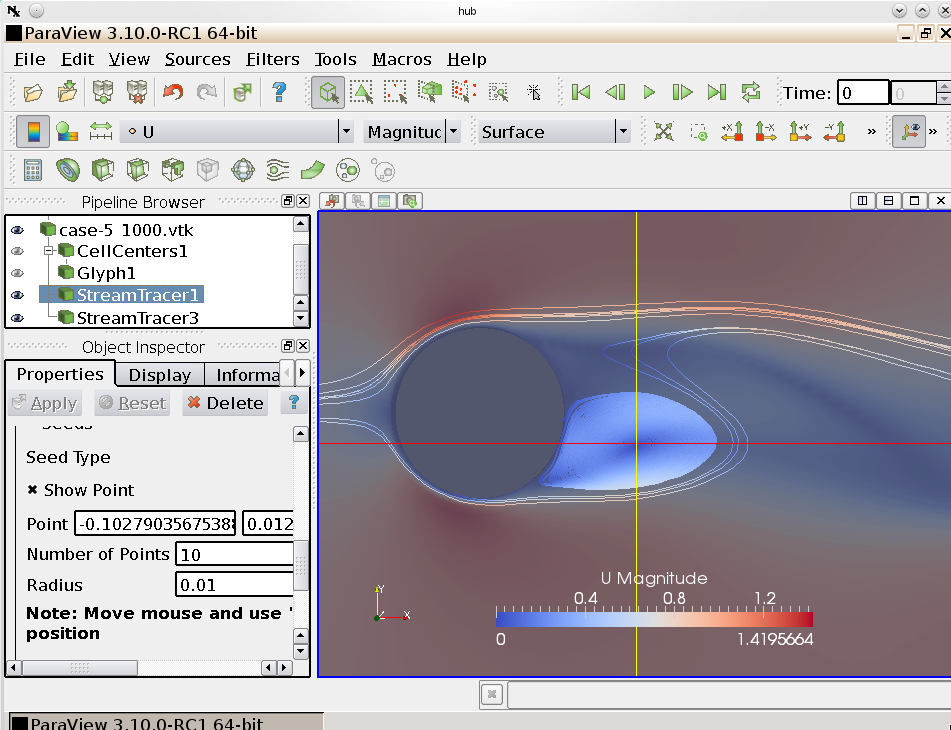 hub
ParaView 3.10.0-RC1 64-bit
File Edit View Sources Filters Tools Macros Help
Time: 0 0
U Magnituc Surface
+X -X +Y -Y » »
Pipeline Browser
case-5 1000.vtk
CellCenters1
Glyph1
StreamTracer1
StreamTracer3
Object Inspector
Properties Display Informa
Apply Reset Delete ?
Seeds
Seed Type
Show Point
Point -0.1027903567538 0.012
Number of Points 10
Radius 0.01
Note: Move mouse and use '
position
Y
Z X
U Magnitude
0.4 0.8 1.2
0 1.4195664
ParaView 3.10.0-RC1 64-bit